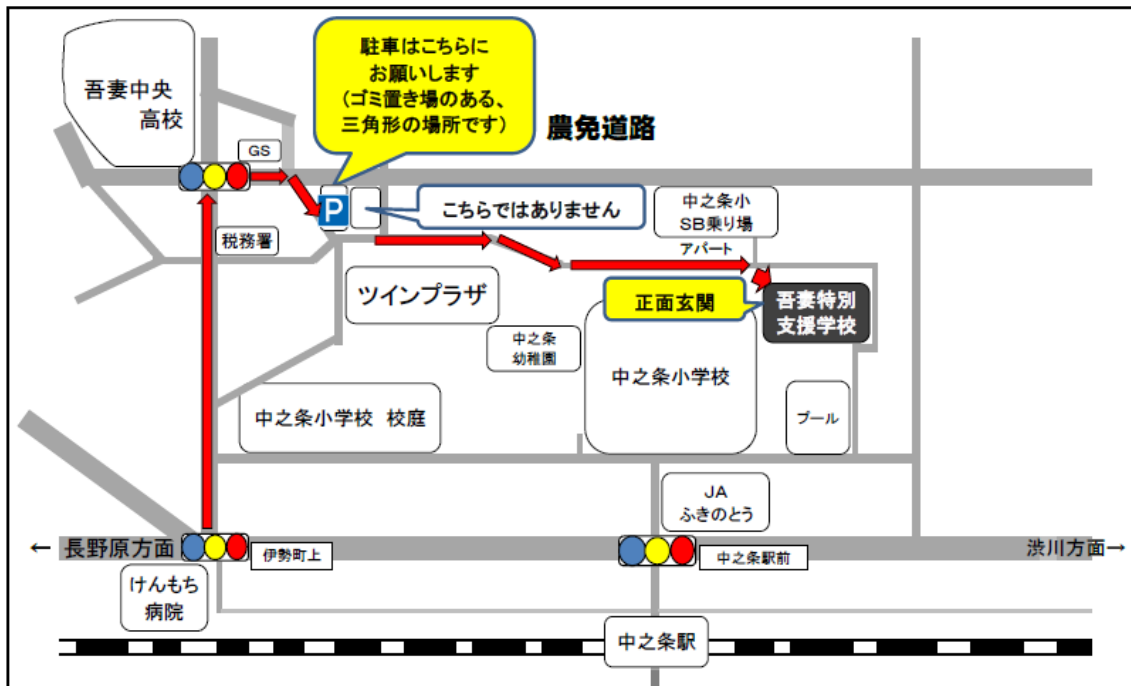 駐車はこちらに
お願いします
(ゴミ置き場のある、
三角形の場所です)
吾妻中央
高校
農免道路
GS
P
こちらではありません
中之条小
SB乗り場
アパート
税務署
ツインプラザ
正面玄関
吾妻特別
支援学校
中之条
幼稚園
中之条小学校
中之条小学校 校庭
プール
JA
ふきのとう
← 長野原方面
伊勢町上
中之条駅前
渋川方面→
けんもち
病院
中之条駅